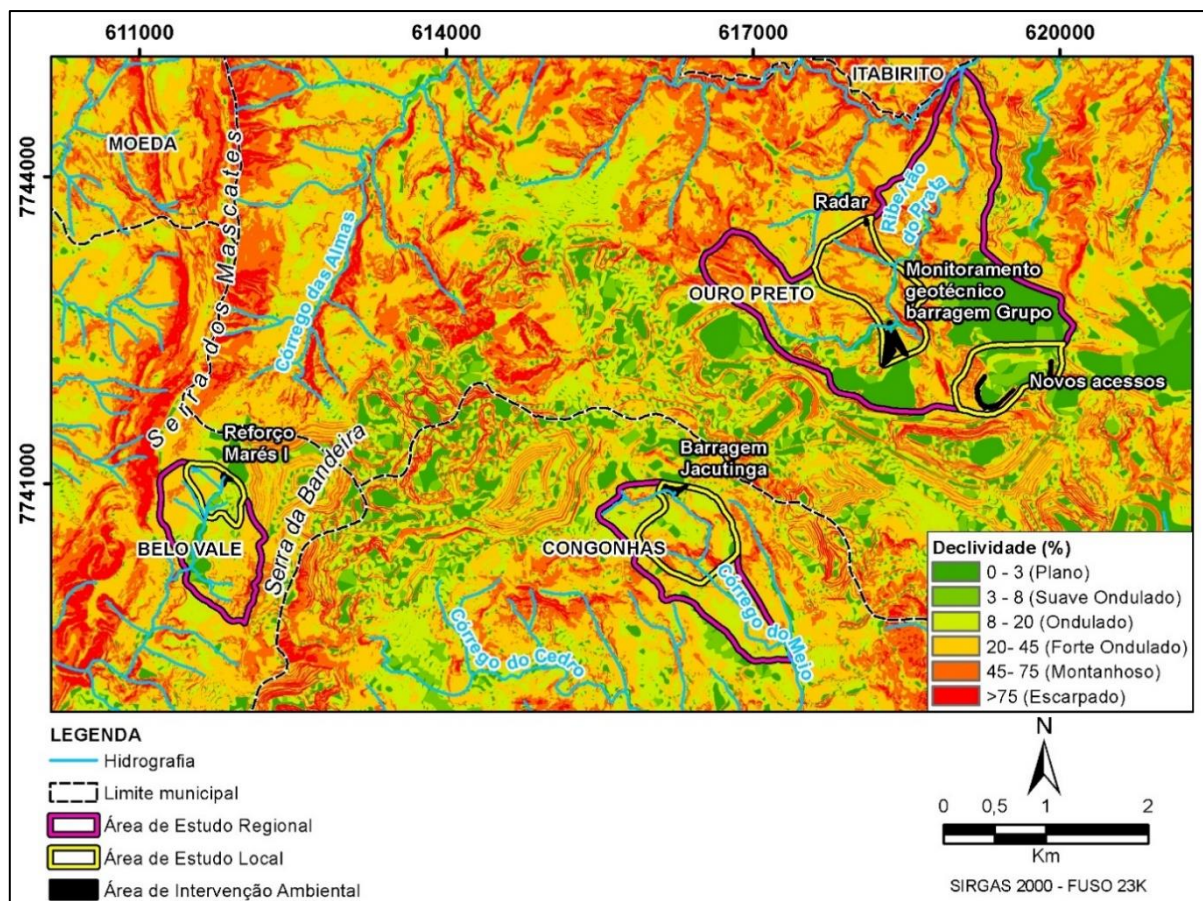 611000 614000 617000 620000
ITABIRITO
MOEDA
7744000
Serra dos Mascates
Córrego das Almas
Radar
Ribeirão do Prata
Monitoramento
geotécnico
barragem Grupo
OURO PRETO
Novos acessos
Reforço
Marés I
Serra da Bandeira
Barragem
Jacutinga
7741000
BELO VALE
CONGONHAS
Córrego do Cedro
Córrego do Meio
Declividade (%)
0 - 3 (Plano)
3 - 8 (Suave Ondulado)
8 - 20 (Ondulado)
20- 45 (Forte Ondulado)
45- 75 (Montanhoso)
>75 (Escarpado)
LEGENDA
Hidrografia
Limite municipal
Área de Estudo Regional
Área de Estudo Local
Área de Intervenção Ambiental
N
0 0,5 1 2
Km
SIRGAS 2000 - FUSO 23K